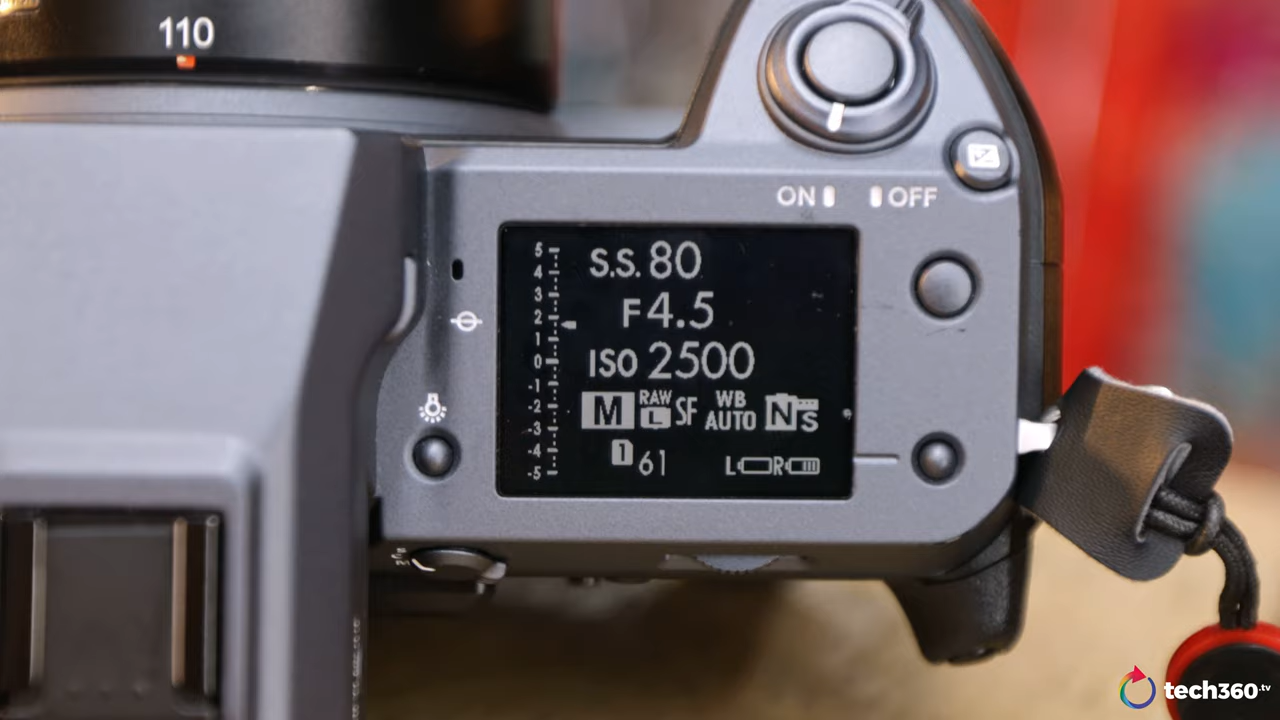 110
ON OFF
5
4
3
2
1
0
-1
-2
-3
-4
-5
S.S. 80
F4.5
ISO 2500
M RAW L SF WB AUTO N S
1 61 L R
tech360.tv